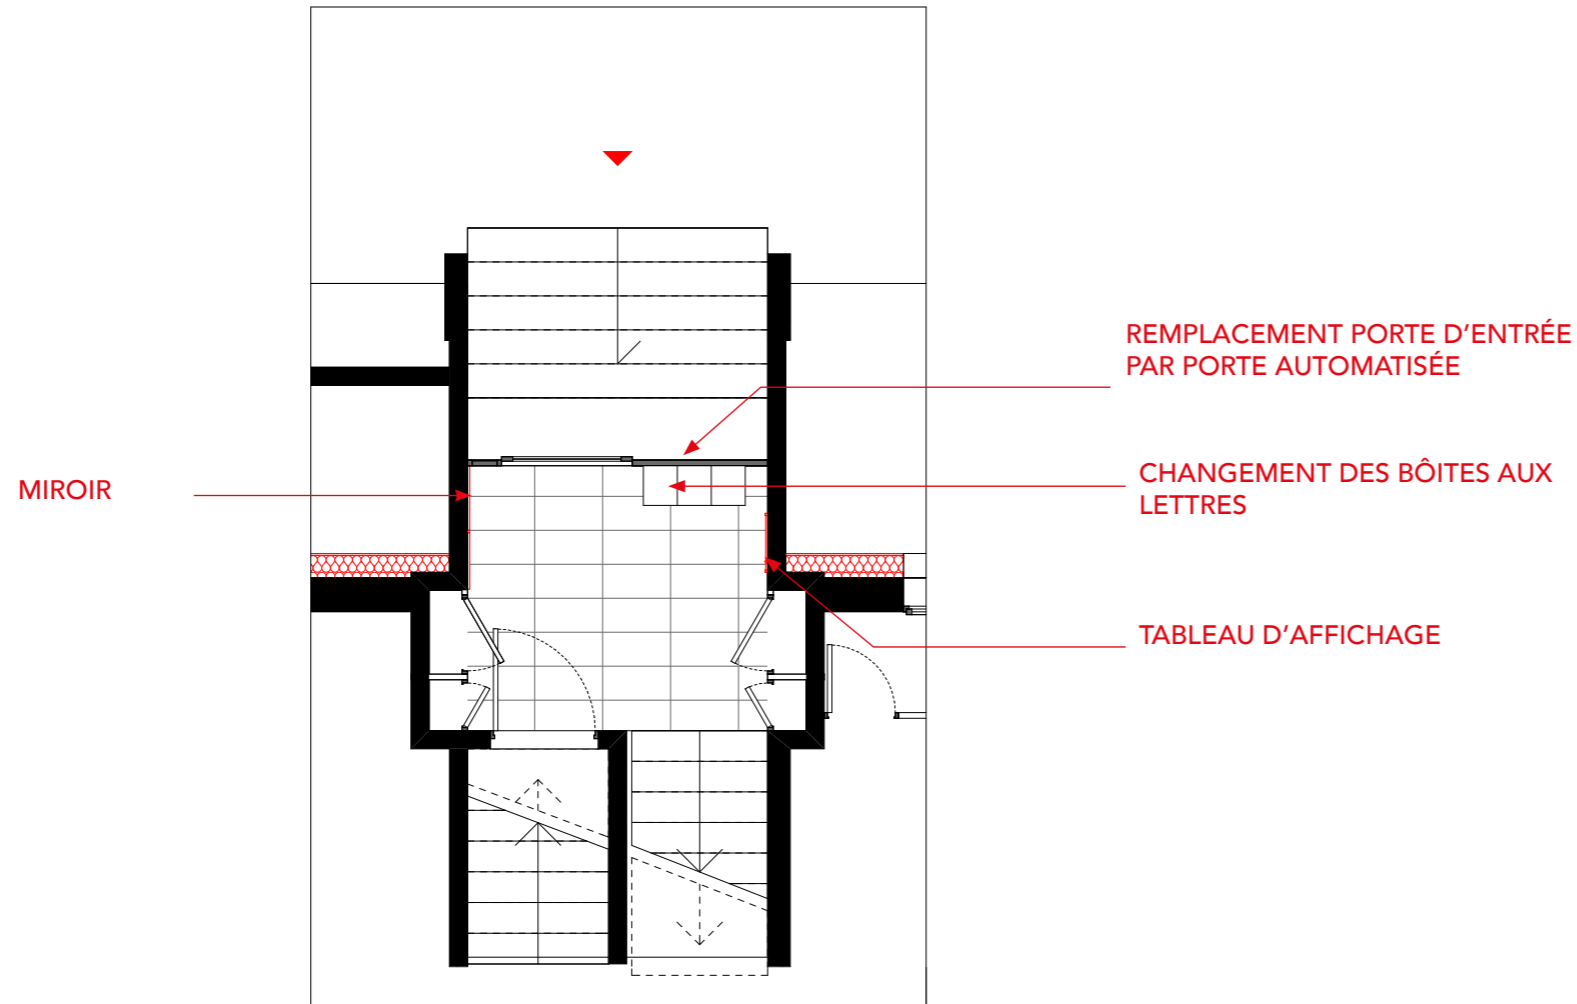 REMPLACEMENT PORTE D’ENTRÉE
PAR PORTE AUTOMATISÉE
MIROIR
CHANGEMENT DES BÔITES AUX
LETTRES
TABLEAU D’AFFICHAGE